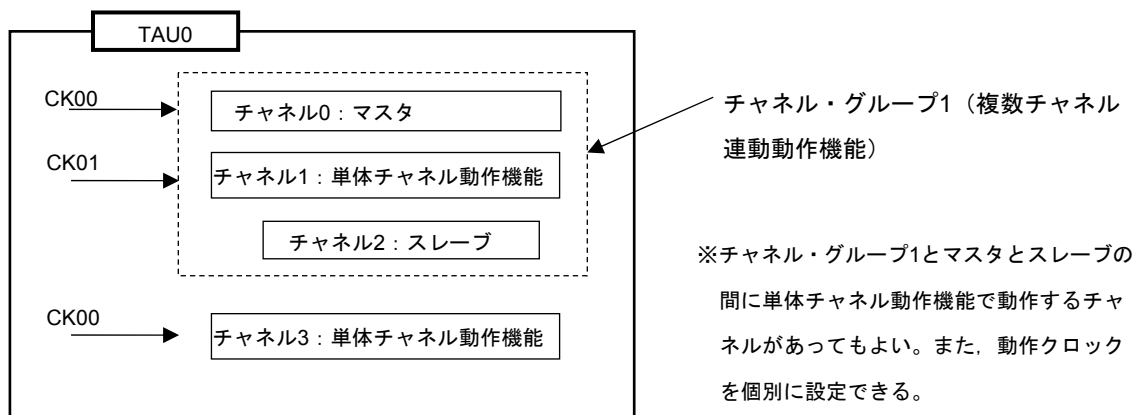 TAU0
CK00
チャネル0：マスタ
CK01
チャネル1：単体チャネル動作機能
チャネル2：スレーブ
CK00
チャネル3：単体チャネル動作機能
チャネル・グループ1（複数チャネル
連動動作機能）
※チャネル・グループ1とマスタとスレーブの
間に単体チャネル動作機能で動作するチャ
ネルがあってもよい。また，動作クロック
を個別に設定できる。